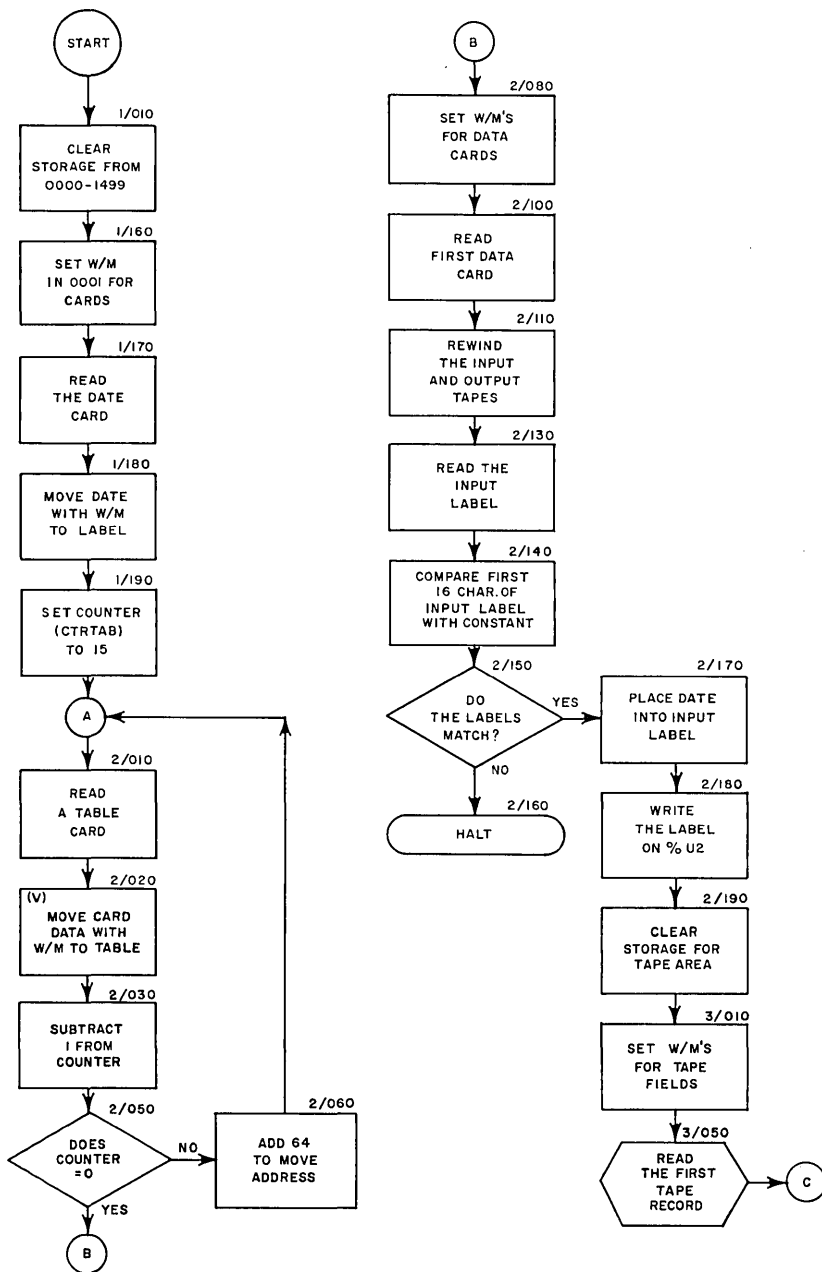 START
1/010
CLEAR
STORAGE FROM
0000-1499
1/160
SET W/M
IN 0001 FOR
CARDS
1/170
READ
THE DATE
CARD
1/180
MOVE DATE
WITH W/M
TO LABEL
1/190
SET COUNTER
(CTRTAB)
TO 15
A
2/010
READ
A TABLE
CARD
2/020
(V)
MOVE CARD
DATA WITH
W/M TO TABLE
2/030
SUBTRACT
1 FROM
COUNTER
2/050
DOES
COUNTER
=0
NO
YES
2/060
ADD 64
TO MOVE
ADDRESS
B
B
2/080
SET W/M'S
FOR DATA
CARDS
2/100
READ
FIRST DATA
CARD
2/110
REWIND
THE INPUT
AND OUTPUT
TAPES
2/130
READ THE
INPUT
LABEL
2/140
COMPARE FIRST
16 CHAR. OF
INPUT LABEL
WITH CONSTANT
2/150
DO
THE LABELS
MATCH?
YES
NO
2/160
HALT
2/170
PLACE DATE
INTO INPUT
LABEL
2/180
WRITE
THE LABEL
ON % U2
2/190
CLEAR
STORAGE FOR
TAPE AREA
3/010
SET W/M'S
FOR TAPE
FIELDS
3/050
READ
THE FIRST
TAPE
RECORD
C